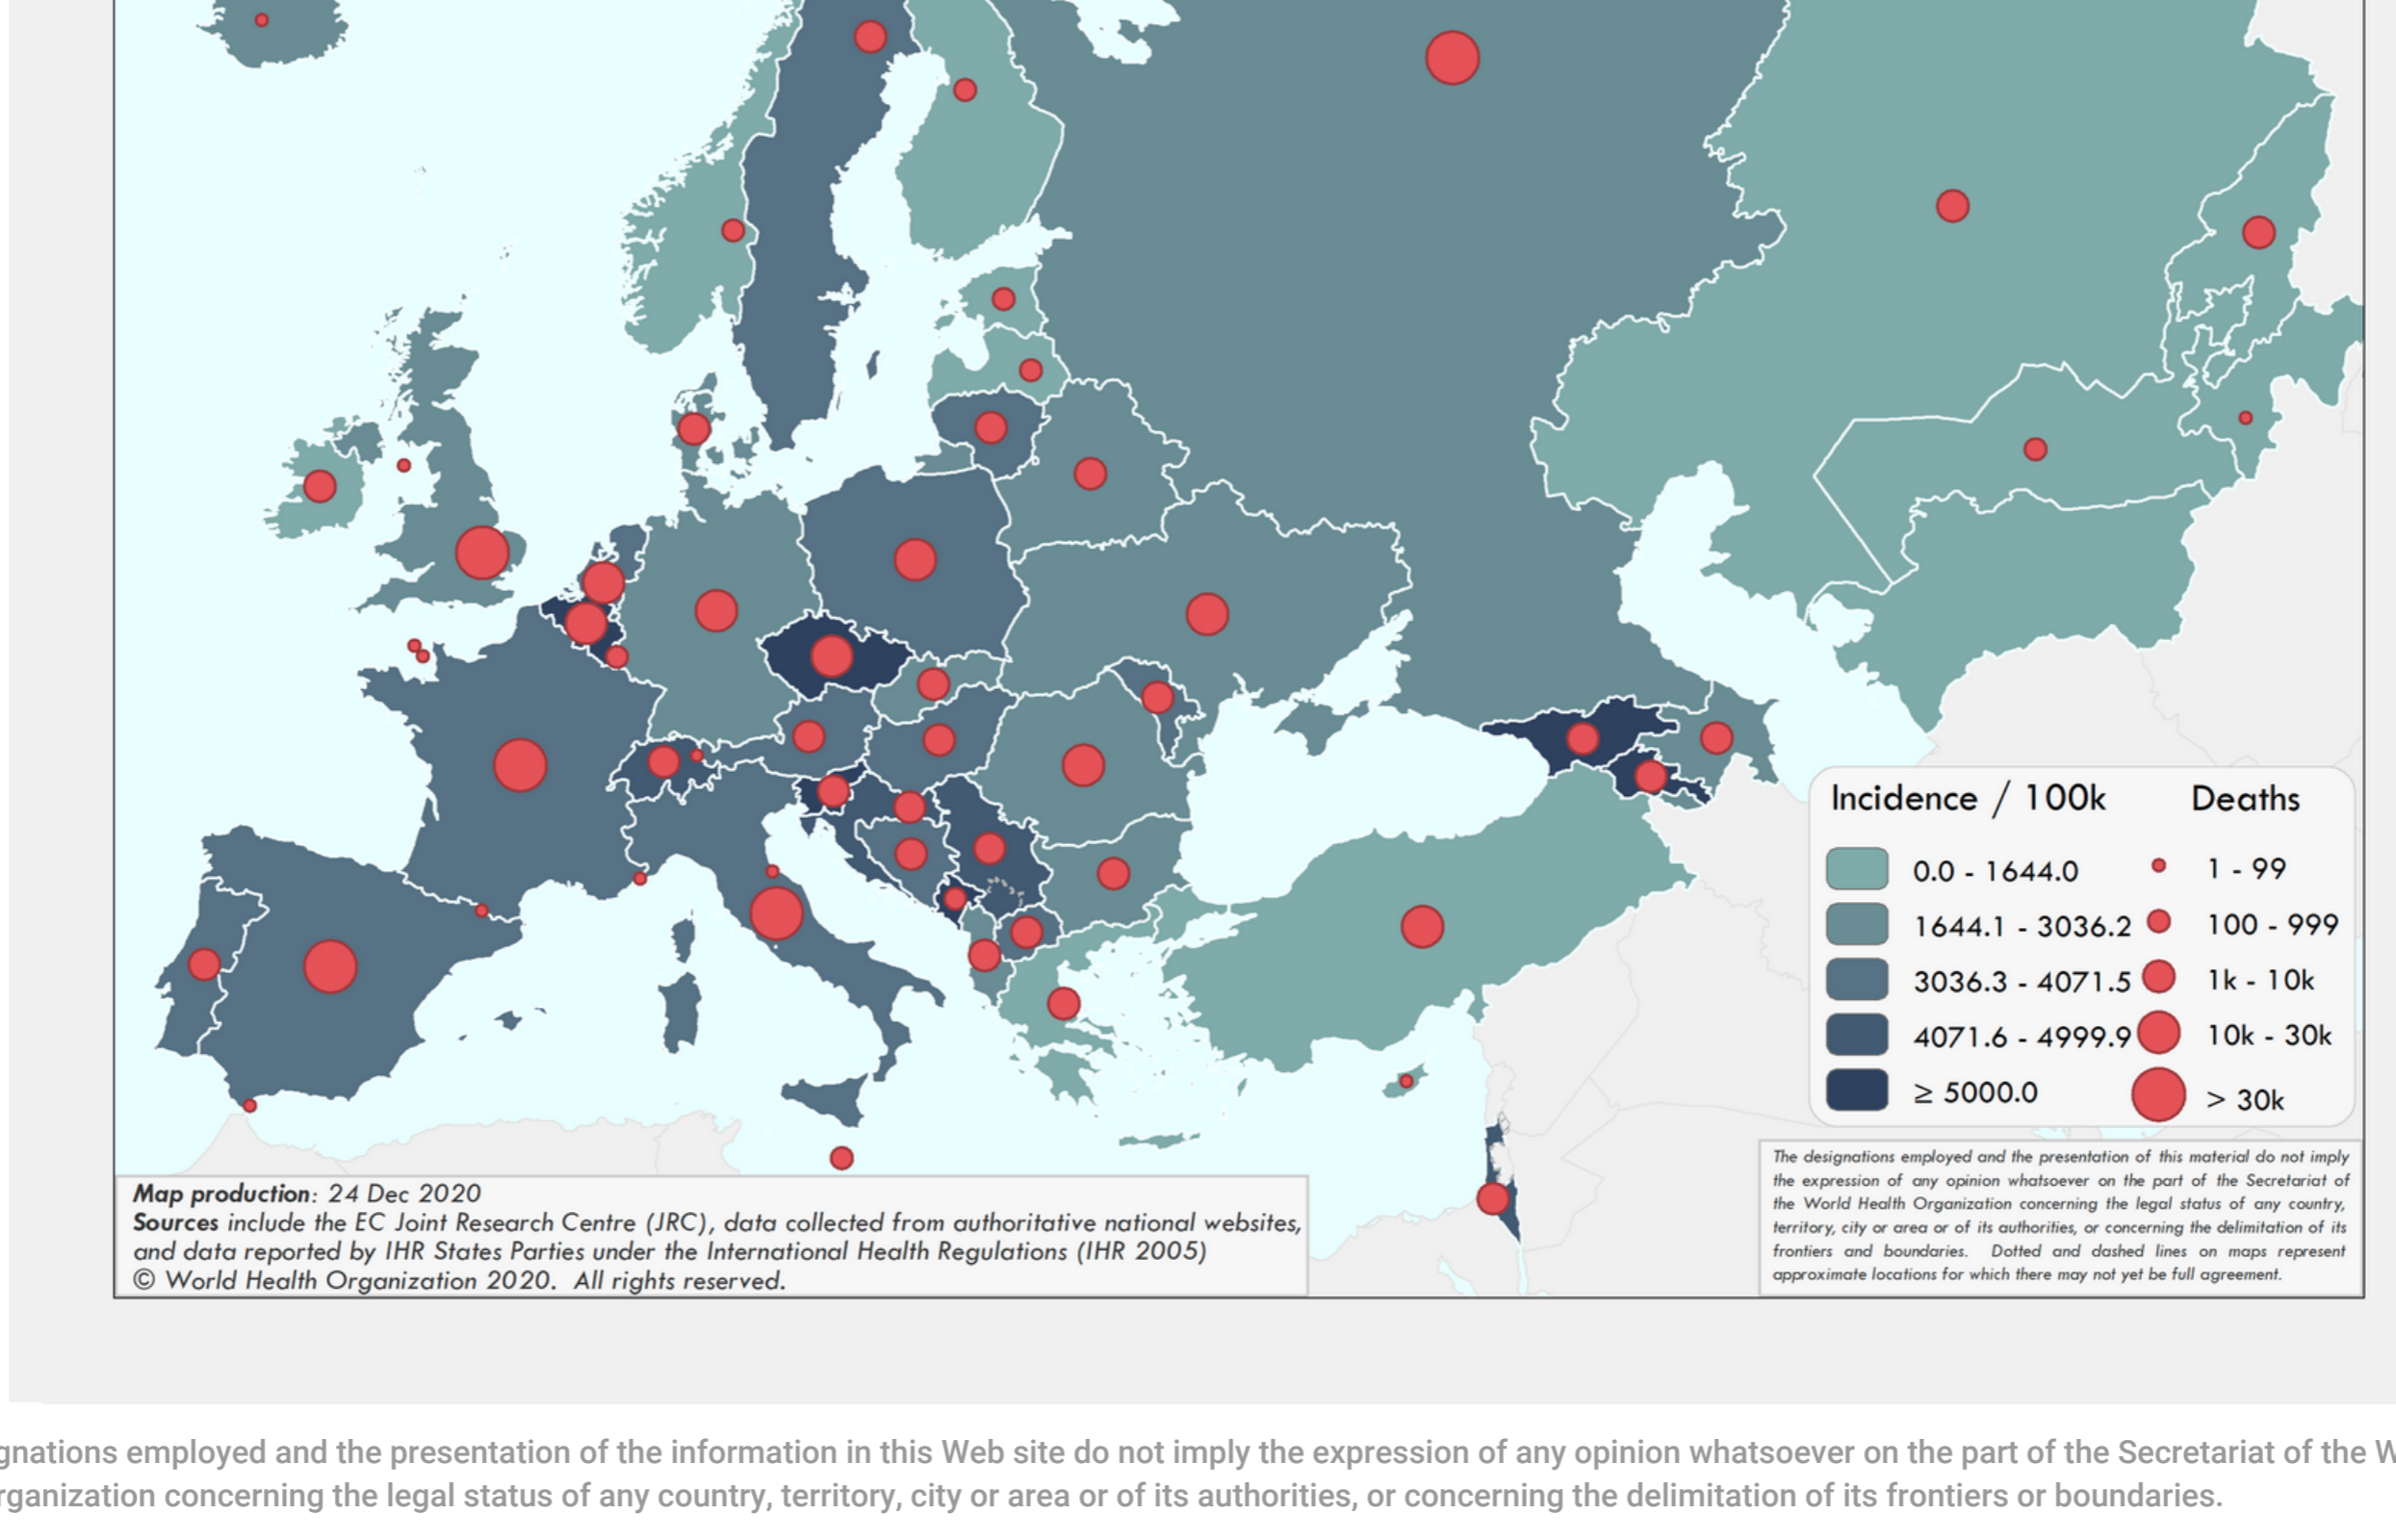 Incidence / 100k Deaths
0.0 - 1644.0 1 - 99
1644.1 - 3036.2 100 - 999
3036.3 - 4071.5 1k - 10k
4071.6 - 4999.9 10k - 30k
≥ 5000.0 > 30k
The designations employed and the presentation of this material do not imply
the expression of any opinion whatsoever on the part of the Secretariat of
the World Health Organization concerning the legal status of any country,
territory, city or area or of its authorities, or concerning the delimitation of its
frontiers and boundaries. Dotted and dashed lines on maps represent
approximate locations for which there may not yet be full agreement.
Map production: 24 Dec 2020
Sources include the EC Joint Research Centre (JRC), data collected from authoritative national websites,
and data reported by IHR States Parties under the International Health Regulations (IHR 2005)
© World Health Organization 2020. All rights reserved.
gnations employed and the presentation of the information in this Web site do not imply the expression of any opinion whatsoever on the part of the Secretariat of the W
rganization concerning the legal status of any country, territory, city or area or of its authorities, or concerning the delimitation of its frontiers or boundaries.